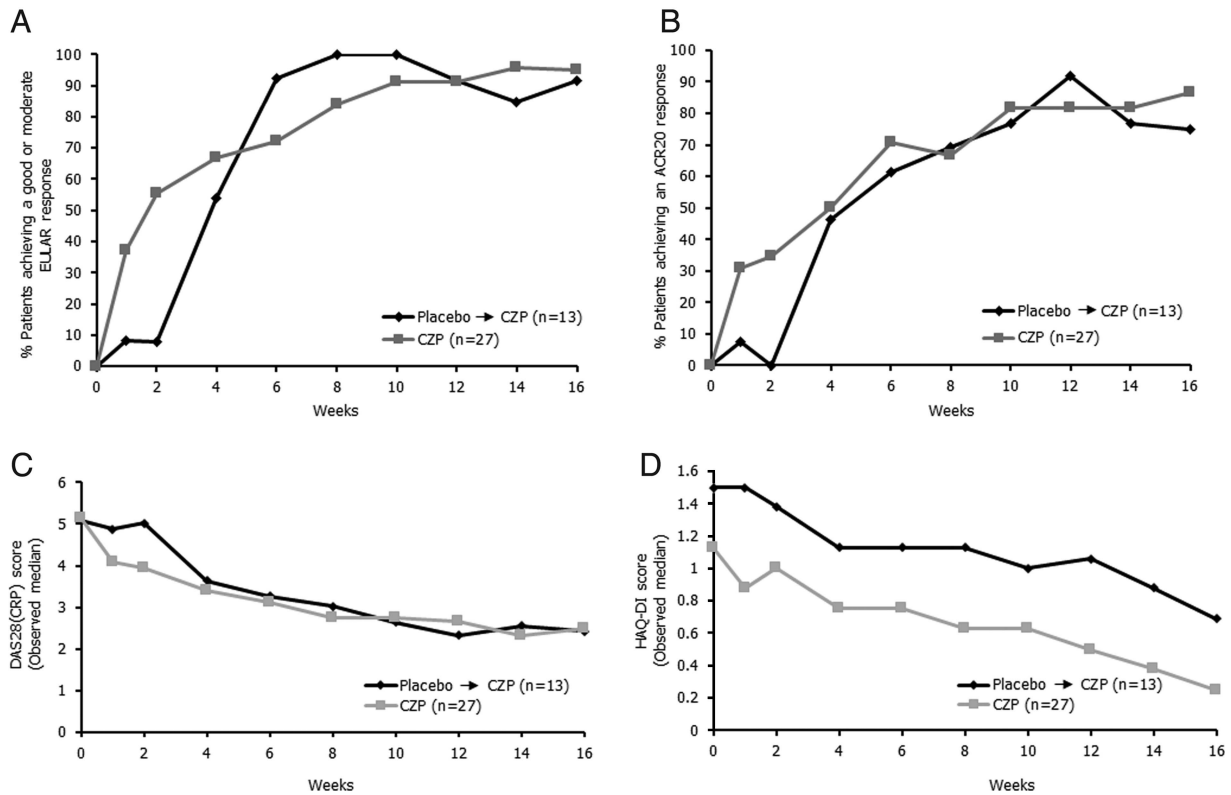 A
% Patients achieving a good or moderate
EULAR response
100
90
80
70
60
50
40
30
20
10
0
0 2 4 6 8 10 12 14 16
Weeks
Placebo → CZP (n=13)
CZP (n=27)
B
% Patients achieving an ACR20 response
100
90
80
70
60
50
40
30
20
10
0
0 2 4 6 8 10 12 14 16
Weeks
Placebo → CZP (n=13)
CZP (n=27)
C
DAS28(CRP) score
(Observed median)
6
5
4
3
2
1
0
0 2 4 6 8 10 12 14 16
Weeks
Placebo → CZP (n=13)
CZP (n=27)
D
HAQ-DI score
(Observed median)
1.6
1.4
1.2
1
0.8
0.6
0.4
0.2
0
0 2 4 6 8 10 12 14 16
Weeks
Placebo → CZP (n=13)
CZP (n=27)